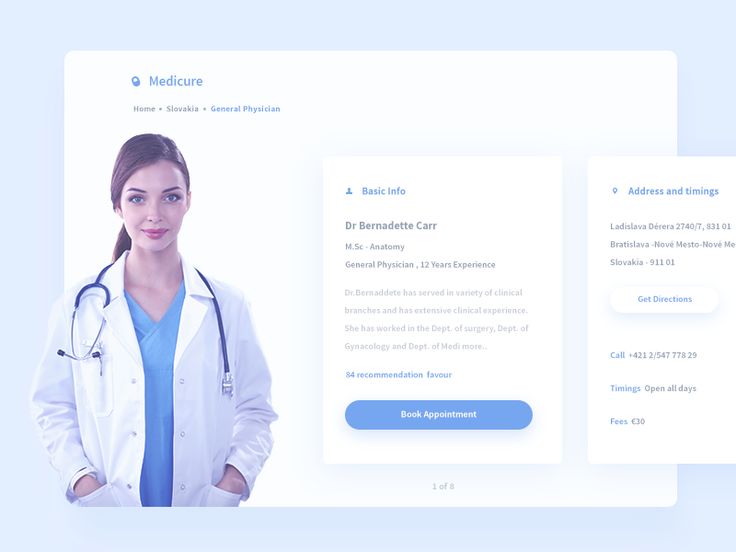 Medicure
Home • Slovakia • General Physician
Basic Info
Dr Bernadette Carr
M.Sc - Anatomy
General Physician , 12 Years Experience
Dr.Bernaddete has served in variety of clinical
branches and has extensive clinical experience.
She has worked in the Dept. of surgery, Dept. of
Gynacology and Dept. of Medi more..
84 recommendation favour
Book Appointment
1 of 8
Address and timings
Ladislava Dérera 2740/7, 831 01
Bratislava -Nové Mesto-Nové Me
Slovakia - 911 01
Get Directions
Call +421 2/547 778 29
Timings Open all days
Fees €30